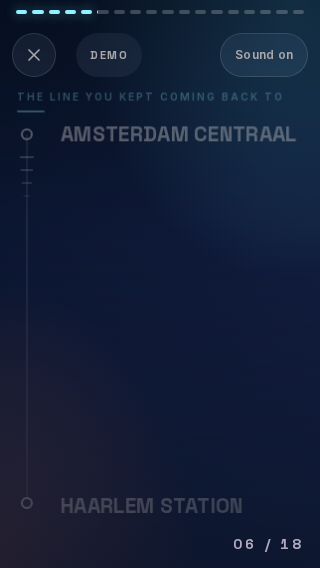 DEMO
Sound on
THE LINE YOU KEPT COMING BACK TO
AMSTERDAM CENTRAAL
HAARLEM STATION
06 / 18